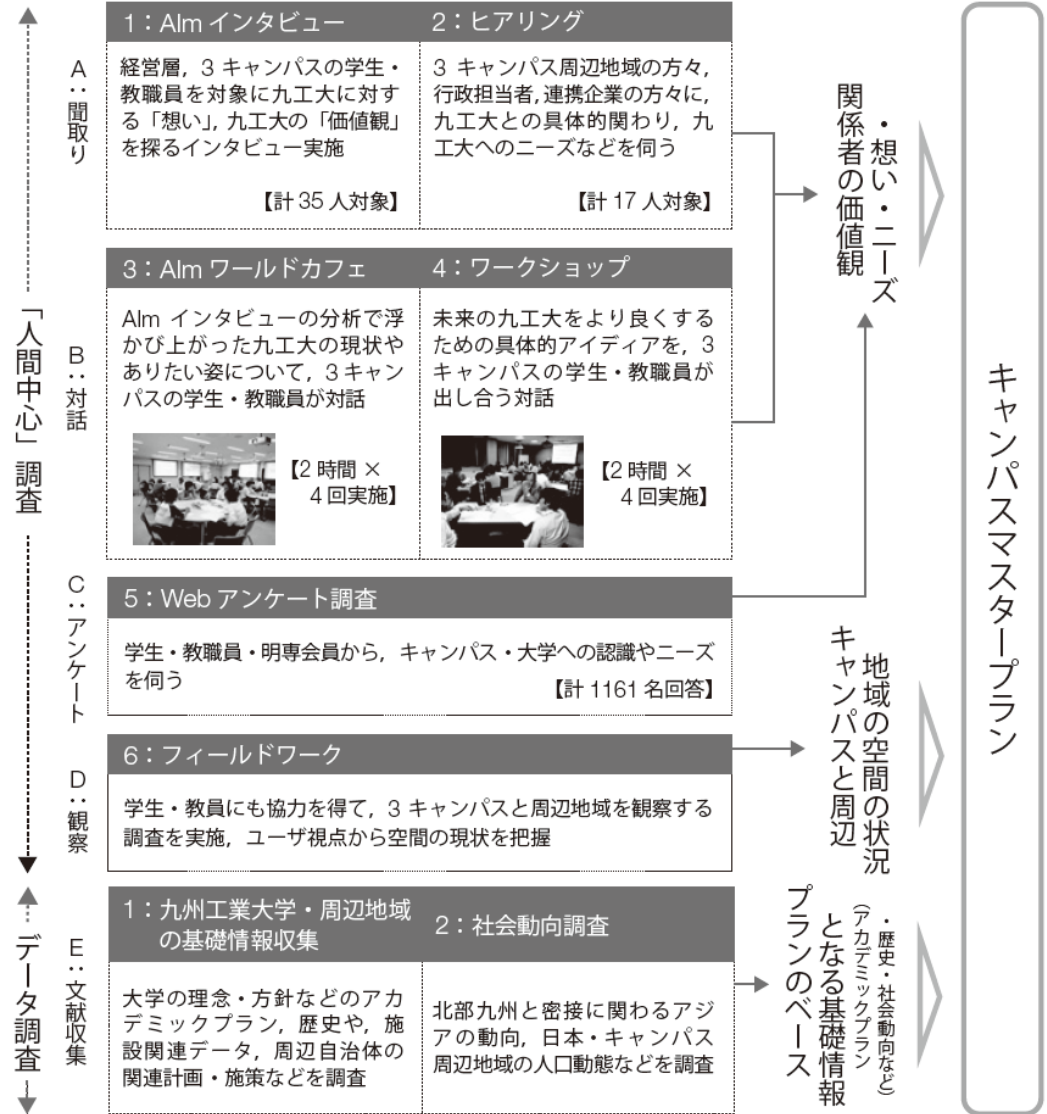 「人間中心」調査
A：聞取り
1：AIm インタビュー
経営層，3 キャンパスの学生・
教職員を対象に九工大に対す
る「想い」，九工大の「価値観」
を探るインタビュー実施
【計 35 人対象】
2：ヒアリング
3 キャンパス周辺地域の方々，
行政担当者，連携企業の方々に，
九工大との具体的関わり，九
工大へのニーズなどを伺う
【計 17 人対象】
B：対話
3：AIm ワールドカフェ
AIm インタビューの分析で浮
かび上がった九工大の現状や
ありたい姿について，3 キャン
パスの学生・教職員が対話
【2 時間 ×
4 回実施】
4：ワークショップ
未来の九工大をより良くする
ための具体的アイディアを，3
キャンパスの学生・教職員が
出し合う対話
【2 時間 ×
4 回実施】
C：アンケート
5：Web アンケート調査
学生・教職員・明専会員から，キャンパス・大学への認識やニーズ
を伺う
【計 1161 名回答】
D：観察
6：フィールドワーク
学生・教員にも協力を得て，3 キャンパスと周辺地域を観察する
調査を実施，ユーザ視点から空間の現状を把握
データ調査
E：文献収集
1：九州工業大学・周辺地域
の基礎情報収集
大学の理念・方針などのアカ
デミックプラン，歴史や，施
設関連データ，周辺自治体の
関連計画・施策などを調査
2：社会動向調査
北部九州と密接に関わるアジ
アの動向，日本・キャンパス
周辺地域の人口動態などを調査
関係者の価値観
・想い・ニーズ
キャンパスと周辺
地域の空間の状況
プランのベース
となる基礎情報
（アカデミックプラン
・歴史・社会動向など）
キャンパスマスタープラン